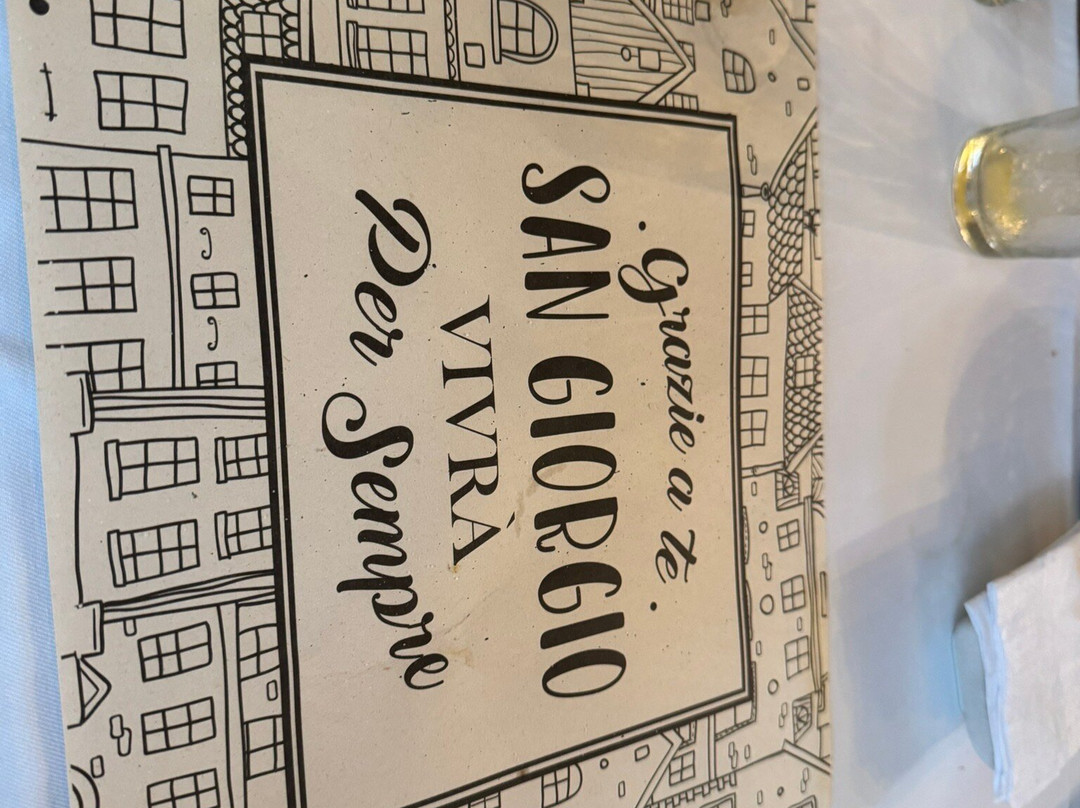 Grazie a te
SAN GIORGIO
VIVRÀ
Per Sempre